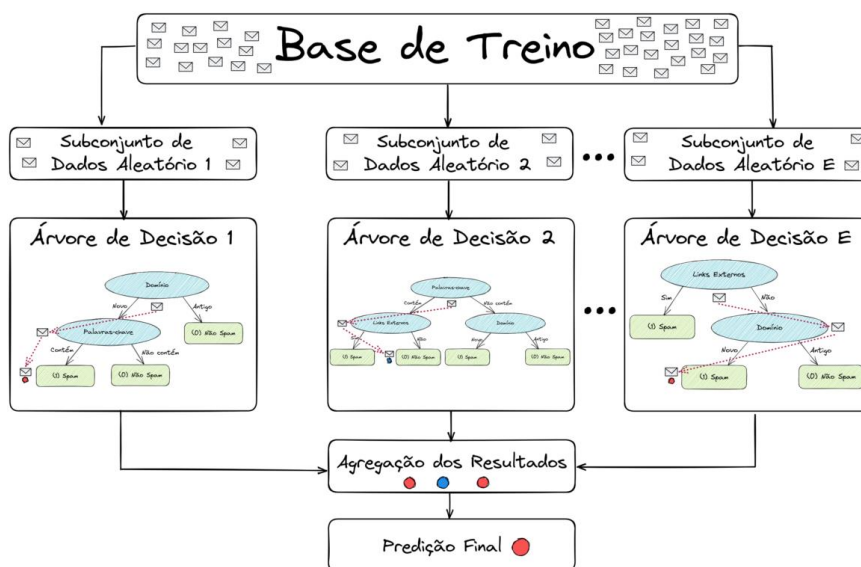 Base de Treino
Subconjunto de
Dados Aleatório 1
Subconjunto de
Dados Aleatório 2
...
Subconjunto de
Dados Aleatório E
Árvore de Decisão 1
Domínio
Novo
Antigo
Palavras-chave
(0) Não Spam
Contém
Não contém
(1) Spam
(0) Não Spam
Árvore de Decisão 2
Palavras-chave
Contém
Não contém
Links Externos
Domínio
Sim
Não
Novo
Antigo
(1) Spam
(0) Não Spam
(1) Spam
(0) Não Spam
...
Árvore de Decisão E
Links Externos
Sim
Não
(1) Spam
Domínio
Novo
Antigo
(1) Spam
(0) Não Spam
Agregação dos Resultados
Predição Final